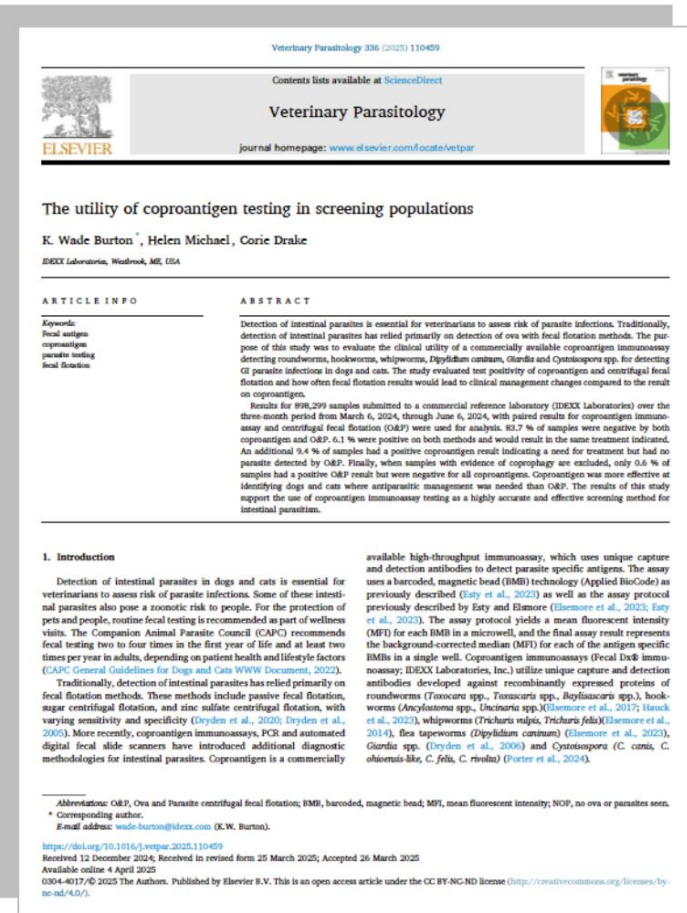 Veterinary Parasitology 336 (2025) 110459
Contents lists available at ScienceDirect
Veterinary Parasitology
journal homepage: www.elsevier.com/locate/vetpar
ELSEVIER
The utility of coproantigen testing in screening populations
K. Wade Burton *, Helen Michael, Corie Drake
IDEXX Laboratories, Westbrook, ME, USA
ARTICLE INFO
Keywords:
Fecal antigen
coproantigen
parasite testing
fecal flotation
ABSTRACT
Detection of intestinal parasites is essential for veterinarians to assess risk of parasite infections. Traditionally,
detection of intestinal parasites has relied primarily on detection of ova with fecal flotation methods. The pur-
pose of this study was to evaluate the clinical utility of a commercially available coproantigen immunoassay
detecting roundworms, hookworms, whipworms, Dipylidium caninum, Giardia and Cystoisospora spp. for detecting
GI parasite infections in dogs and cats. The study evaluated test positivity of coproantigen and centrifugal fecal
flotation and how often fecal flotation results would lead to clinical management changes compared to the result
on coproantigen.
Results for 898,299 samples submitted to a commercial reference laboratory (IDEXX Laboratories) over the
three-month period from March 6, 2024, through June 6, 2024, with paired results for coproantigen immuno-
assay and centrifugal fecal flotation (O&P) were used for analysis. 83.7 % of samples were negative by both
coproantigen and O&P. 6.1 % were positive on both methods and would result in the same treatment indicated.
An additional 9.4 % of samples had a positive coproantigen result indicating a need for treatment but had no
parasite detected by O&P. Finally, when samples with evidence of coprophagy are excluded, only 0.6 % of
samples had a positive O&P result but were negative for all coproantigens. Coproantigen was more effective at
identifying dogs and cats where antiparasitic management was needed than O&P. The results of this study
support the use of coproantigen immunoassay testing as a highly accurate and effective screening method for
intestinal parasitism.
1. Introduction
Detection of intestinal parasites in dogs and cats is essential for
veterinarians to assess risk of parasite infections. Some of these intesti-
nal parasites also pose a zoonotic risk to people. For the protection of
pets and people, routine fecal testing is recommended as part of wellness
visits. The Companion Animal Parasite Council (CAPC) recommends
fecal testing two to four times in the first year of life and at least two
times per year in adults, depending on patient health and lifestyle factors
(CAPC General Guidelines for Dogs and Cats WWW Document, 2022).
Traditionally, detection of intestinal parasites has relied primarily on
fecal flotation methods. These methods include passive fecal flotation,
sugar centrifugal flotation, and zinc sulfate centrifugal flotation, with
varying sensitivity and specificity (Dryden et al., 2020; Dryden et al.,
2005). More recently, coproantigen immunoassays, PCR and automated
digital fecal slide scanners have introduced additional diagnostic
methodologies for intestinal parasites. Coproantigen is a commercially
available high-throughput immunoassay, which uses unique capture
and detection antibodies to detect parasite specific antigens. The assay
uses a barcoded, magnetic bead (BMB) technology (Applied BioCode) as
previously described (Esty et al., 2023) as well as the assay protocol
previously described by Esty and Elsmore (Elsemore et al., 2023; Esty
et al., 2023). The assay protocol yields a mean fluorescent intensity
(MFI) for each BMB in a microwell, and the final assay result represents
the background-corrected median (MFI) for each of the antigen specific
BMBs in a single well. Coproantigen immunoassays (Fecal Dx® immu-
noassay; IDEXX Laboratories, Inc.) utilize unique capture and detection
antibodies developed against recombinantly expressed proteins of
roundworms (Toxocara spp., Toxascaris spp., Baylisascaris spp.), hook-
worms (Ancylostoma spp., Uncinaria spp.)(Elsemore et al., 2017; Hauck
et al., 2023), whipworms (Trichuris vulpis, Trichuris felis)(Elsemore et al.,
2014), flea tapeworms (Dipylidium caninum) (Elsemore et al., 2023),
Giardia spp. (Dryden et al., 2006) and Cystoisospora (C. canis, C.
ohioensis-like, C. felis, C. rivolta) (Porter et al., 2024).
Abbreviations: O&P, Ova and Parasite centrifugal fecal flotation; BMB, barcoded, magnetic bead; MFI, mean fluorescent intensity; NOP, no ova or parasites seen.
* Corresponding author.
E-mail address: wade-burton@idexx.com (K.W. Burton).
https://doi.org/10.1016/j.vetpar.2025.110459
Received 12 December 2024; Received in revised form 25 March 2025; Accepted 26 March 2025
Available online 4 April 2025
0304-4017/© 2025 The Authors. Published by Elsevier B.V. This is an open access article under the CC BY-NC-ND license (http://creativecommons.org/licenses/by-
nc-nd/4.0/).